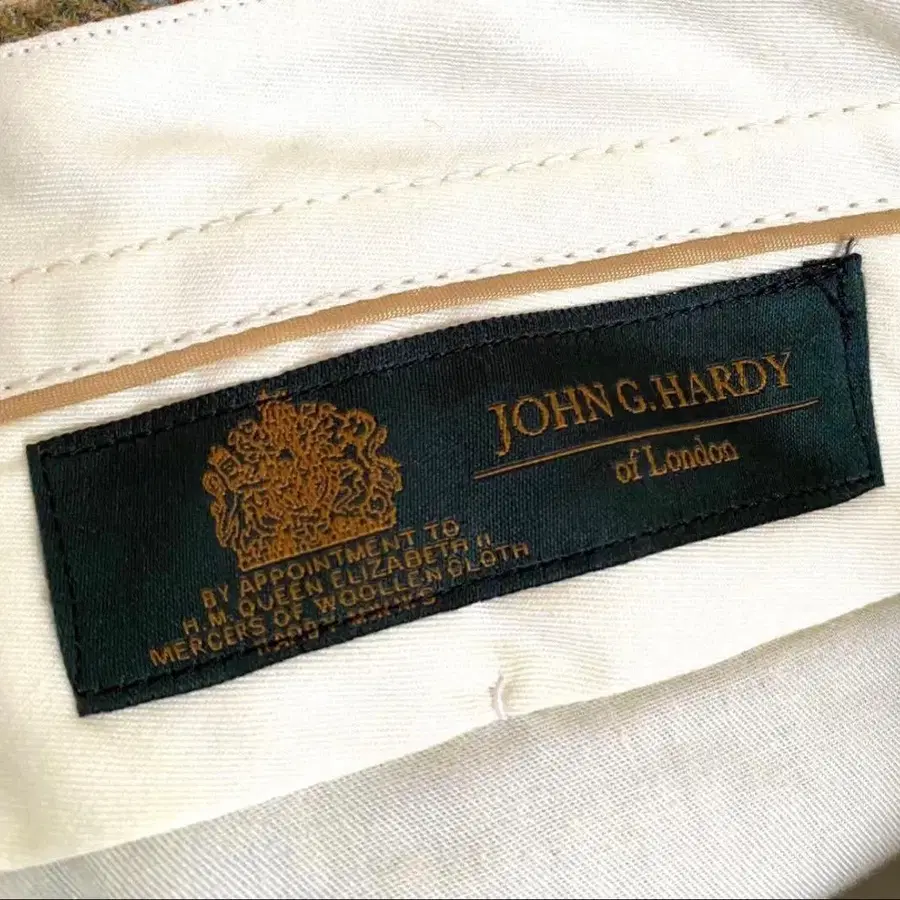 JOHN G. HARDY
of London
BY APPOINTMENT TO
H.M. QUEEN ELIZABETH II
MERCERS OF WOOLLEN CLOTH